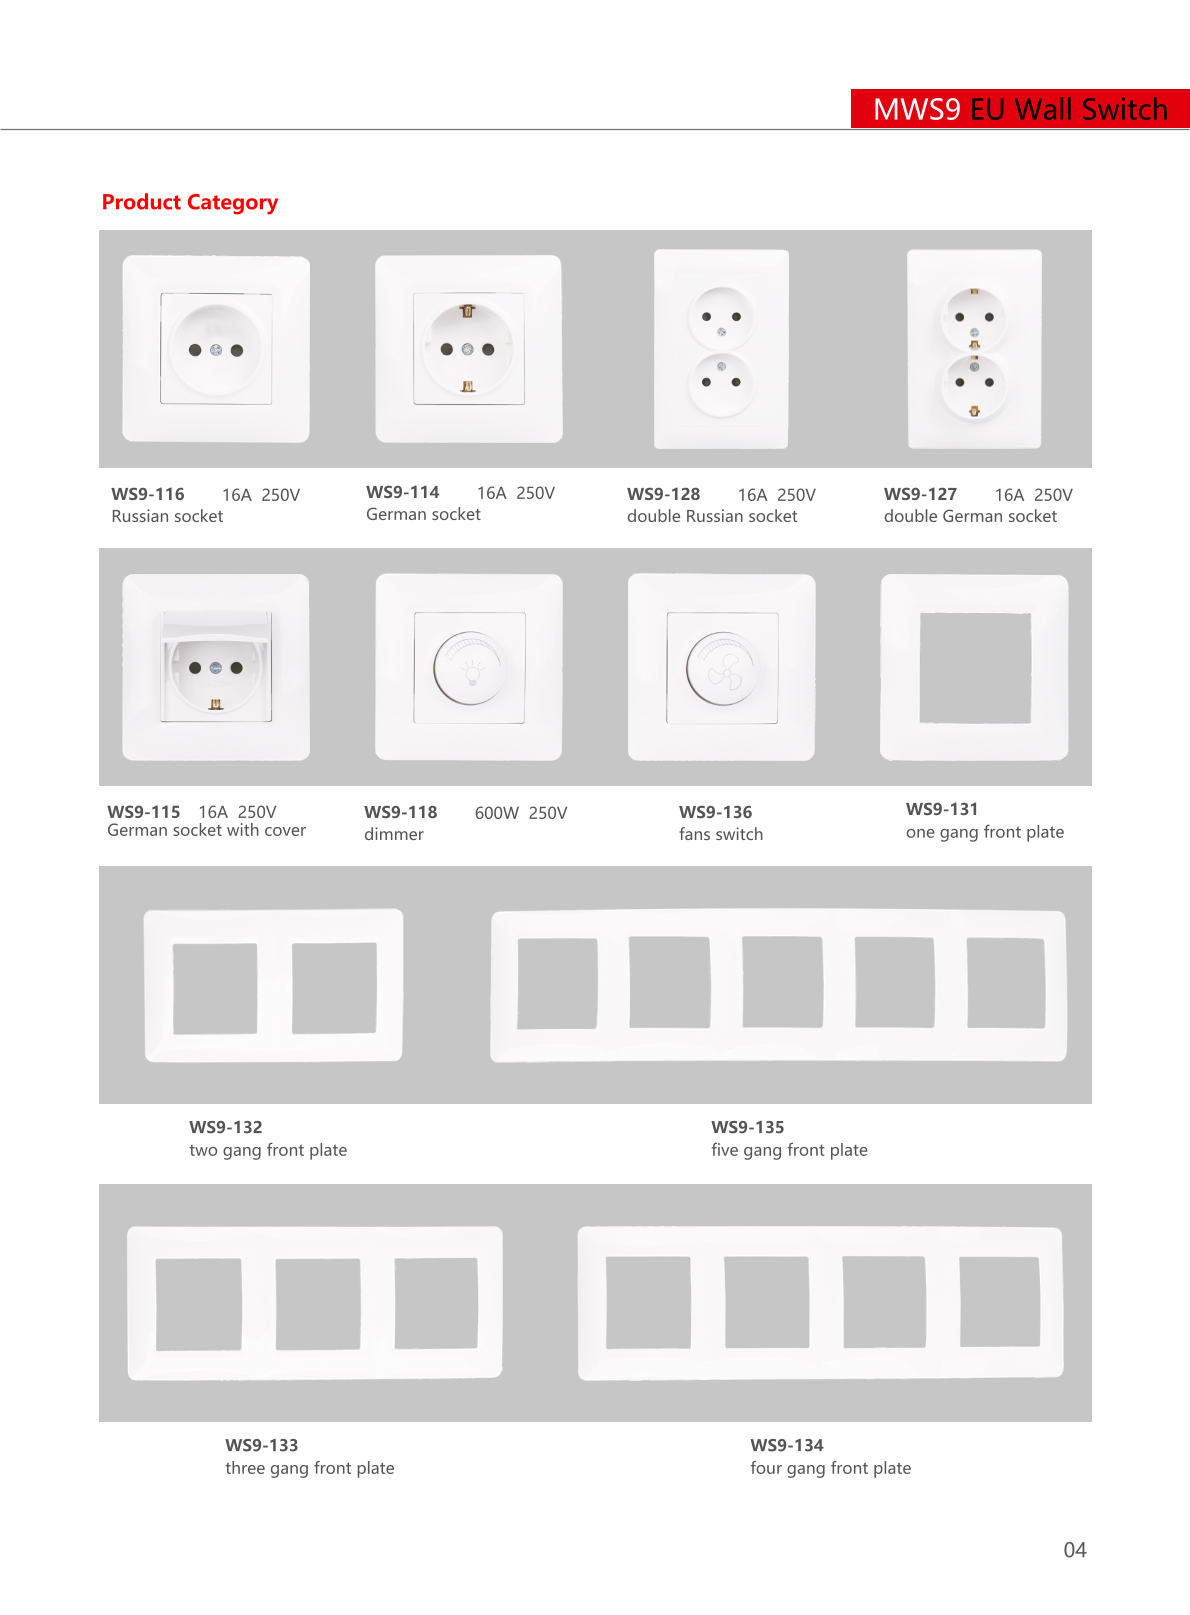 MWS9 EU Wall Switch
Product Category
WS9-116 16A 250V
Russian socket
WS9-114 16A 250V
German socket
WS9-128 16A 250V
double Russian socket
WS9-127 16A 250V
double German socket
WS9-115 16A 250V
German socket with cover
WS9-118 600W 250V
dimmer
WS9-136
fans switch
WS9-131
one gang front plate
WS9-132
two gang front plate
WS9-135
five gang front plate
WS9-133
three gang front plate
WS9-134
four gang front plate
04